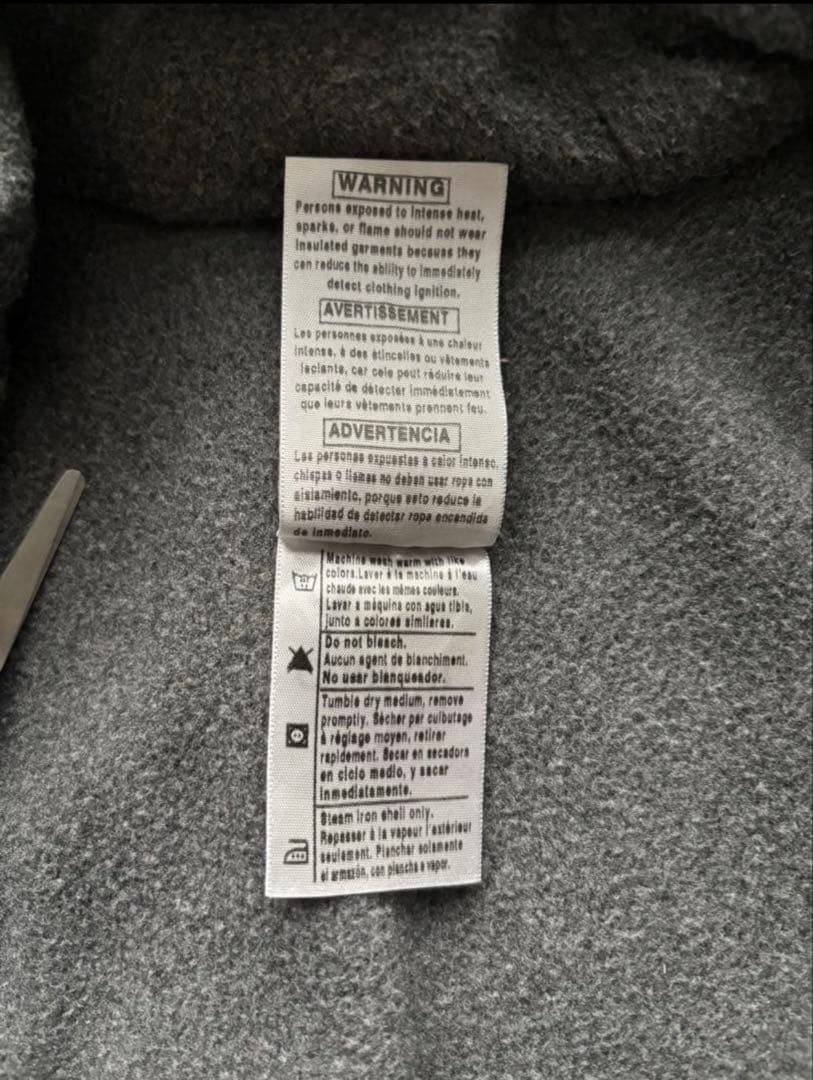 WARNING
Persons exposed to intense heat,
sparks, or flame should not wear
insulated garments because they
can reduce the ability to immediately
detect clothing ignition.
AVERTISSEMENT
Les personnes exposées à une chaleur
intense, à des étincelles ou vêtements
isolants, car cela peut réduire leur
capacité de détecter immédiatement
que leurs vêtements prennent feu.
ADVERTENCIA
Las personas expuestas a calor intenso,
chispas o llamas no deben usar ropa con
aislamiento, porque esto reduce la
habilidad de detectar ropa encendida
de inmediato.
Machine wash warm with like
colors. Laver à la machine à l'eau
chaude avec les mêmes couleurs.
Lavar a máquina con agua tibia,
junto a colores similares.
Do not bleach.
Aucun agent de blanchiment.
No usar blanqueador.
Tumble dry medium, remove
promptly. Sécher par culbutage
à réglage moyen, retirer
rapidement. Secar en secadora
en ciclo medio, y sacar
inmediatamente.
Steam iron shell only.
Repasser à la vapeur l'extérieur
seulement. Planchar solamente
el armazón, con plancha a vapor.